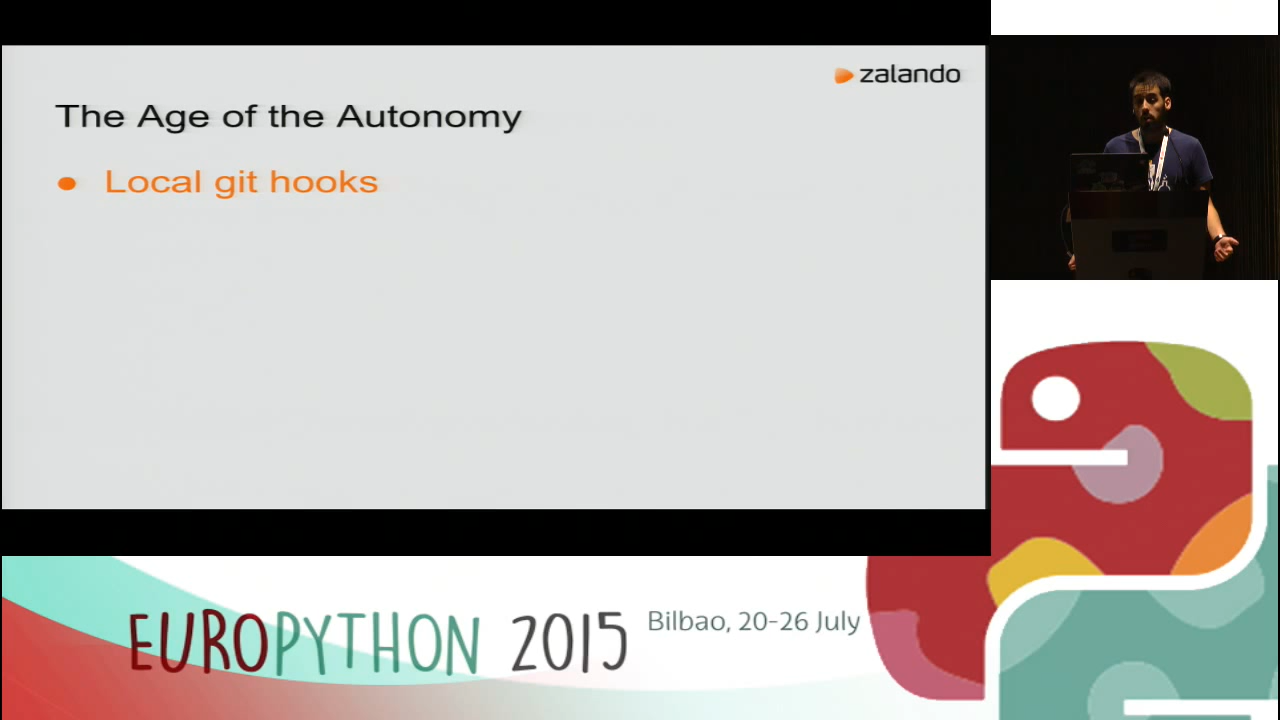 zalando
The Age of the Autonomy
Local git hooks
EUROPYTHON 2015
Bilbao, 20-26 July